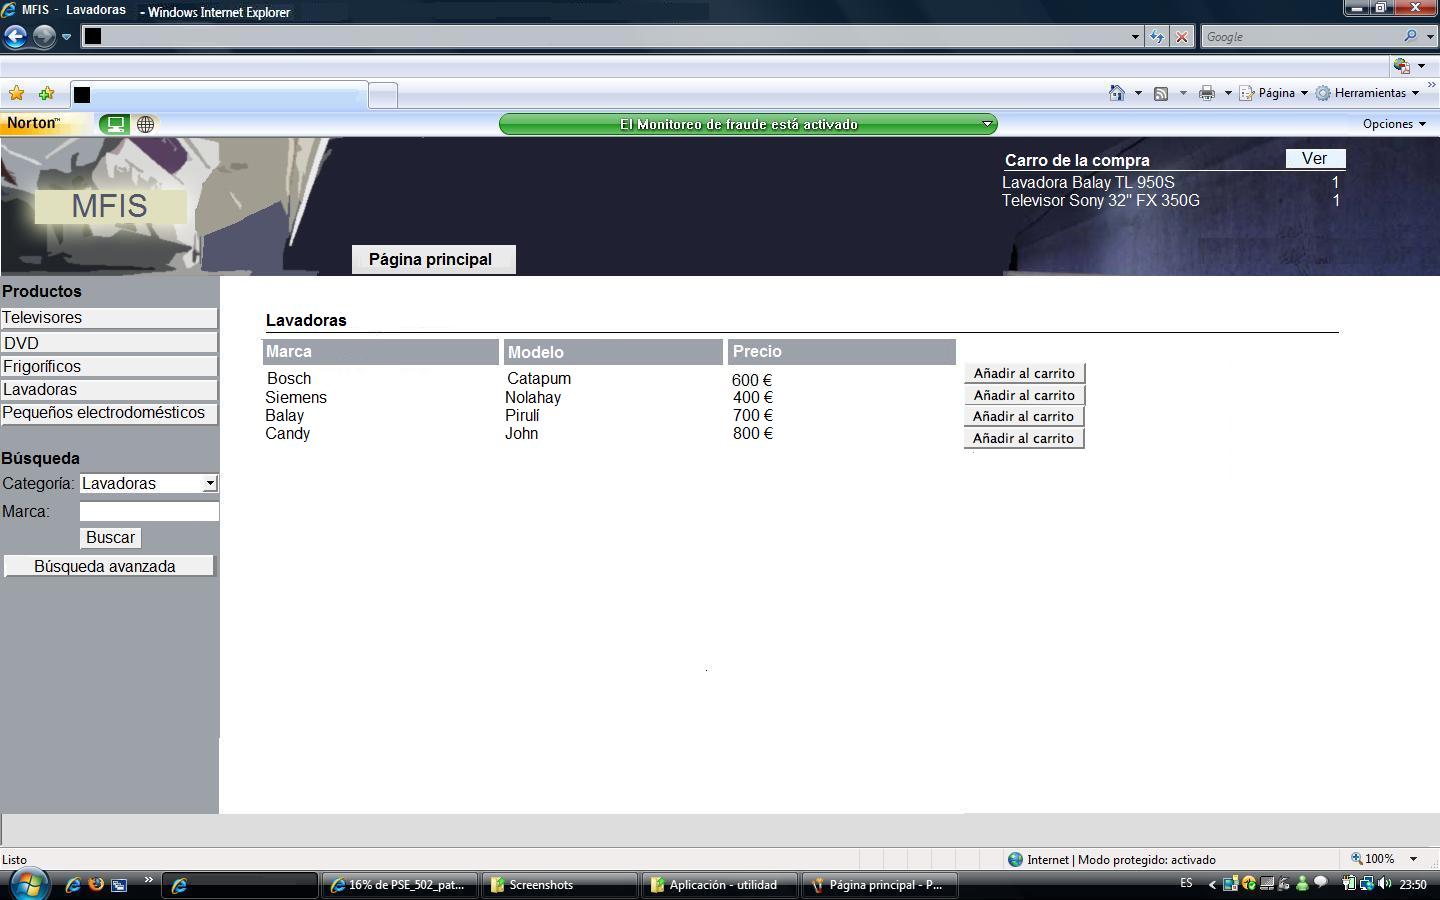 MFIS - Lavadoras - Windows Internet Explorer
Google
Página Herramientas
Norton™ El Monitoreo de fraude está activado Opciones
MFIS
Carro de la compra Ver
Lavadora Balay TL 950S 1
Televisor Sony 32" FX 350G 1
Página principal
Productos
Televisores
DVD
Frigoríficos
Lavadoras
Pequeños electrodomésticos
Búsqueda
Categoría: Lavadoras
Marca:
Buscar
Búsqueda avanzada
Lavadoras
Marca Modelo Precio
Bosch Catapum 600 € Añadir al carrito
Siemens Nolahay 400 € Añadir al carrito
Balay Pirulí 700 € Añadir al carrito
Candy John 800 € Añadir al carrito
Listo Internet | Modo protegido: activado 100%
16% de PSE_502_pat... Screenshots Aplicación - utilidad Página principal - P... ES 23:50